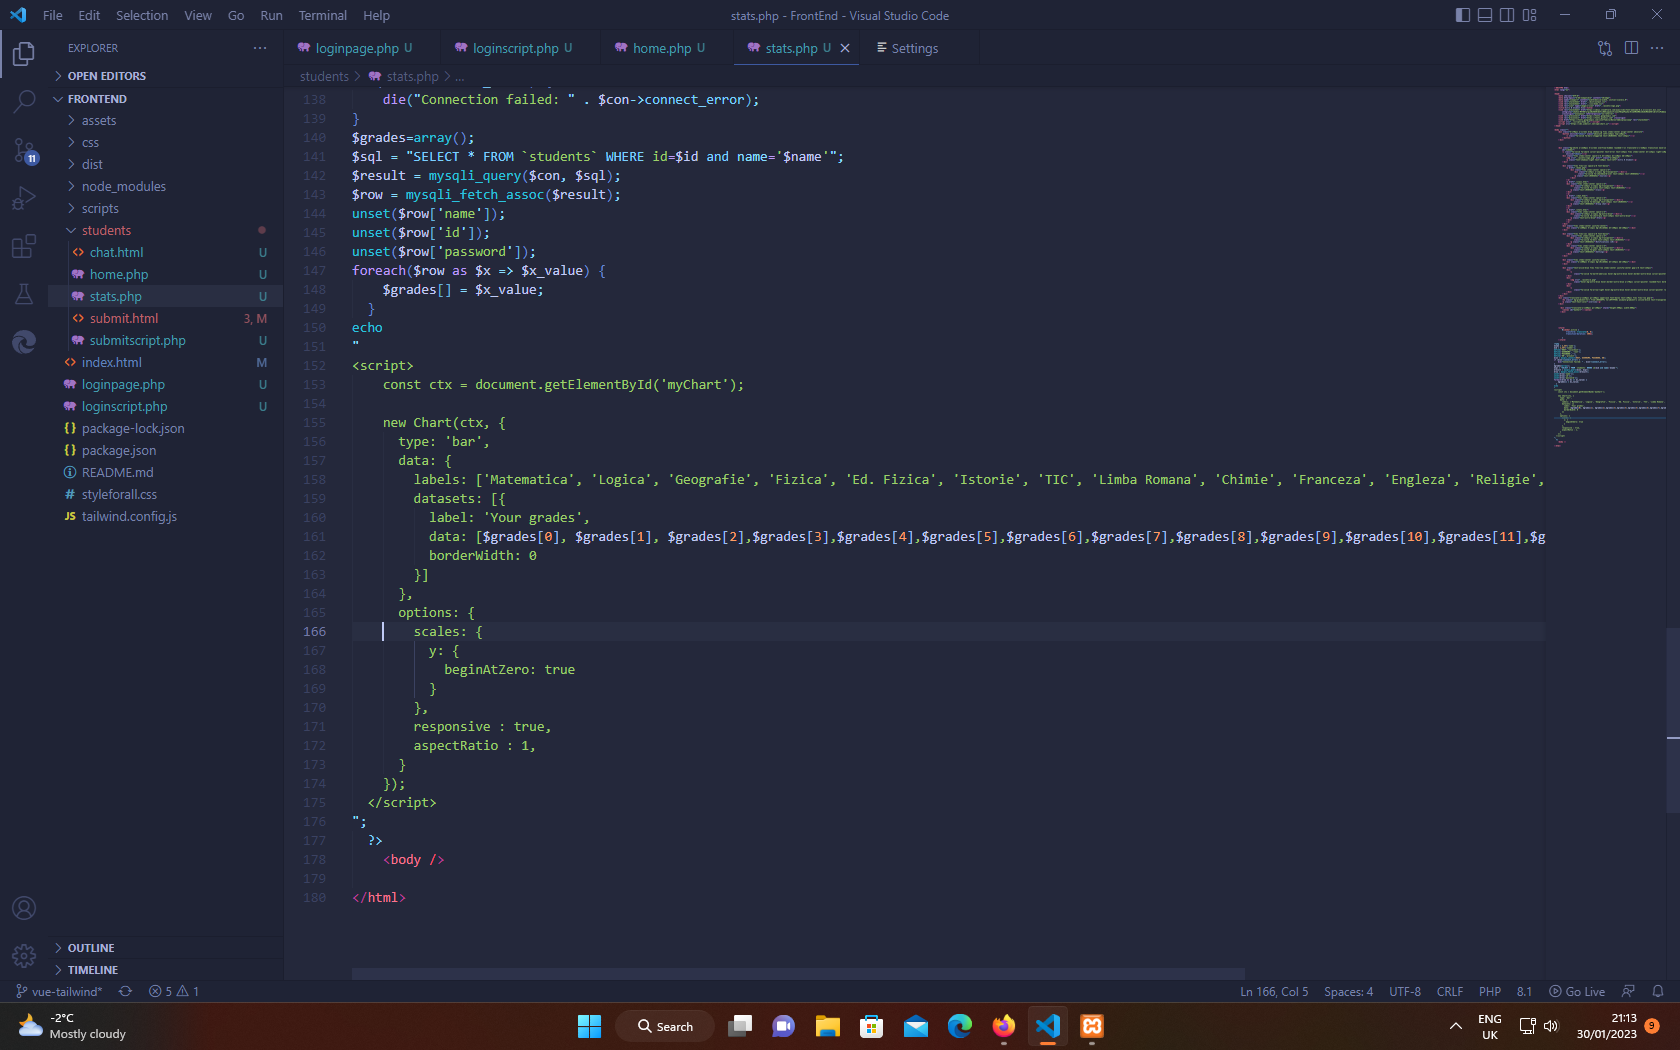 File Edit Selection View Go Run Terminal Help
stats.php - FrontEnd - Visual Studio Code
EXPLORER
loginpage.php U
loginscript.php U
home.php U
stats.php U
Settings
OPEN EDITORS
students > stats.php > ...
FRONTEND
assets
css
dist
node_modules
scripts
students
chat.html U
home.php U
stats.php U
submit.html 3, M
submitscript.php U
index.html M
loginpage.php U
loginscript.php U
package-lock.json
package.json
README.md
styleforall.css
tailwind.config.js
OUTLINE
TIMELINE
11
138 die("Connection failed: " . $con->connect_error);
139 }
140 $grades=array();
141 $sql = "SELECT * FROM `students` WHERE id=$id and name='$name'";
142 $result = mysqli_query($con, $sql);
143 $row = mysqli_fetch_assoc($result);
144 unset($row['name']);
145 unset($row['id']);
146 unset($row['password']);
147 foreach($row as $x => $x_value) {
148 $grades[] = $x_value;
149 }
150 echo
151 "
152 <script>
153 const ctx = document.getElementById('myChart');
154
155 new Chart(ctx, {
156 type: 'bar',
157 data: {
158 labels: ['Matematica', 'Logica', 'Geografie', 'Fizica', 'Ed. Fizica', 'Istorie', 'TIC', 'Limba Romana', 'Chimie', 'Franceza', 'Engleza', 'Religie',
159 datasets: [{
160 label: 'Your grades',
161 data: [$grades[0], $grades[1], $grades[2],$grades[3],$grades[4],$grades[5],$grades[6],$grades[7],$grades[8],$grades[9],$grades[10],$grades[11],$g
162 borderWidth: 0
163 }]
164 },
165 options: {
166 scales: {
167 y: {
168 beginAtZero: true
169 }
170 },
171 responsive : true,
172 aspectRatio : 1,
173 }
174 });
175 </script>
176 ";
177 ?>
178 <body />
179
180 </html>
vue-tailwind* 5 1
Ln 166, Col 5 Spaces: 4 UTF-8 CRLF PHP 8.1 Go Live
-2°C
Mostly cloudy
Search
ENG
UK
21:13
30/01/2023
9